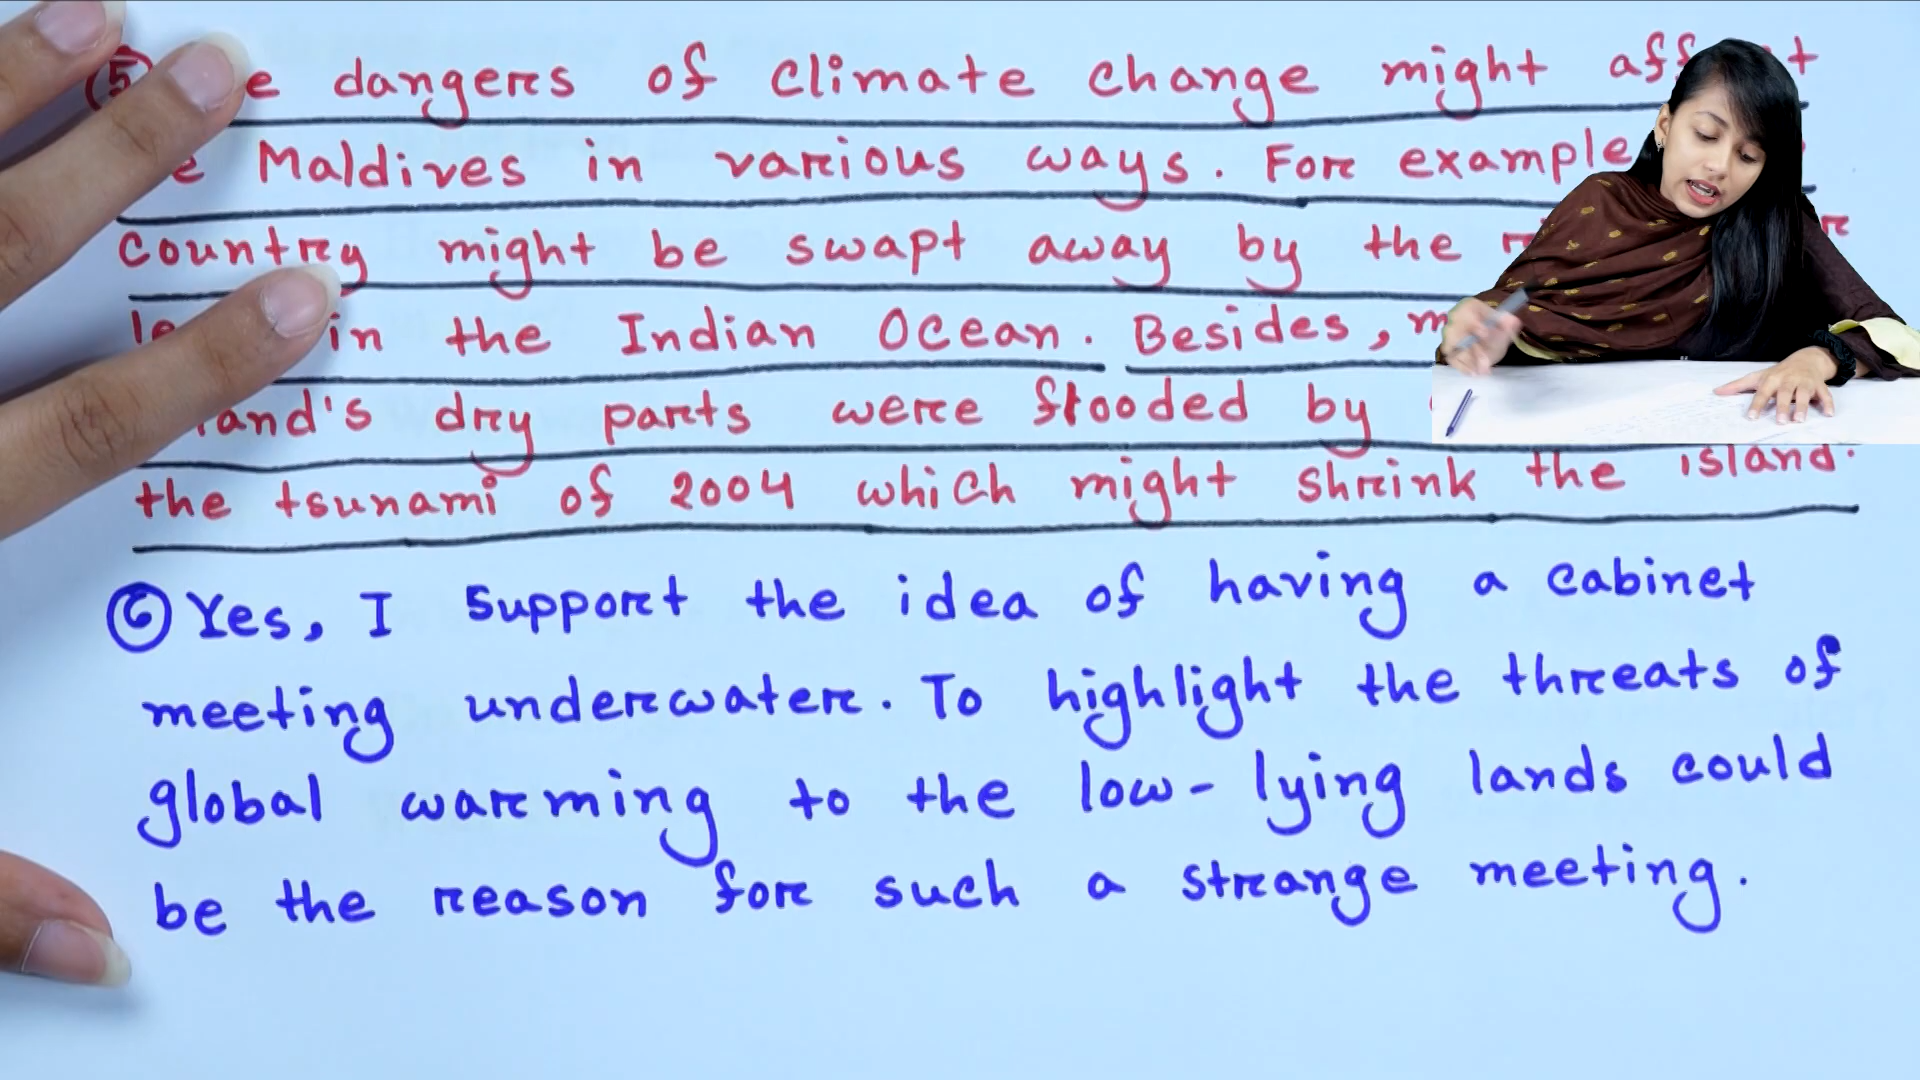 ⑤ dangers of climate change might
Maldives in various ways. For example
country might be swapt away by the
in the Indian Ocean. Besides,
dry parts were flooded by
the tsunami of 2004 which might shrink the island.
⑥ Yes, I support the idea of having a cabinet
meeting underwater. To highlight the threats of
global warming to the low-lying lands could
be the reason for such a strange meeting.